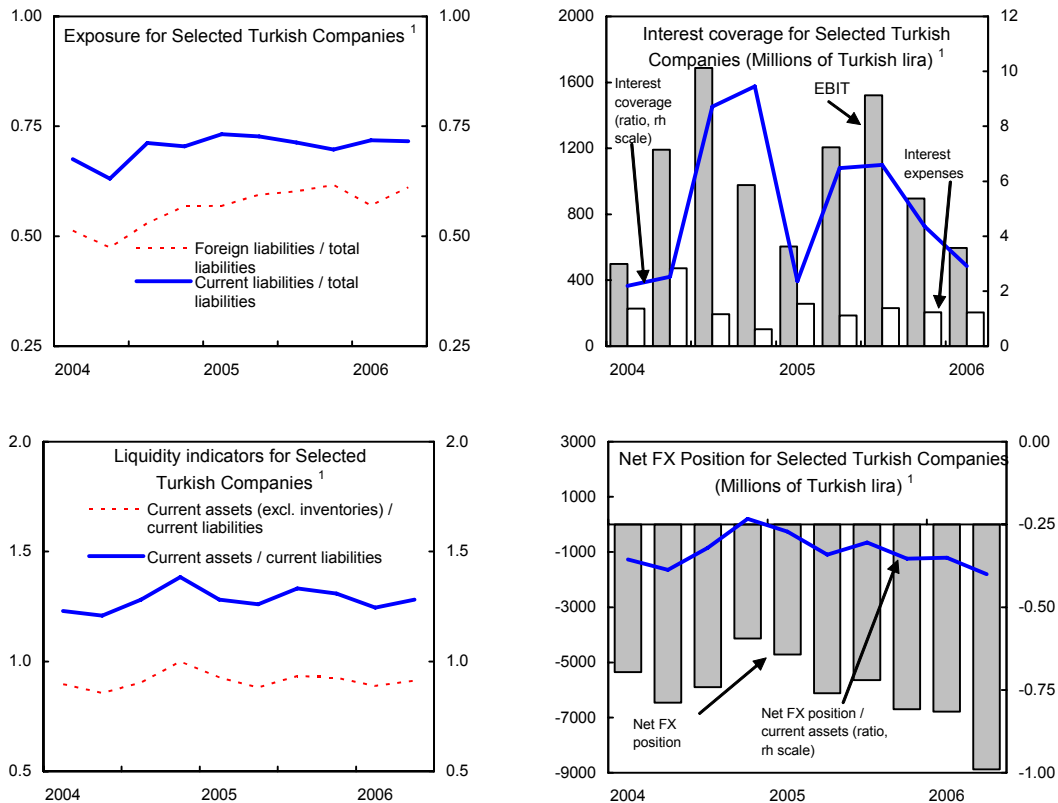 Exposure for Selected Turkish Companies 1
1.00
0.75
0.50
0.25
1.00
0.75
0.50
0.25
Foreign liabilities / total
liabilities
Current liabilities / total
liabilities
2004
2005
2006
Interest coverage for Selected Turkish
Companies (Millions of Turkish lira) 1
2000
1600
1200
800
400
0
12
10
8
6
4
2
0
Interest
coverage
(ratio, rh
scale)
EBIT
Interest
expenses
2004
2005
2006
Liquidity indicators for Selected
Turkish Companies 1
2.0
1.5
1.0
0.5
2.0
1.5
1.0
0.5
Current assets (excl. inventories) /
current liabilities
Current assets / current liabilities
2004
2005
2006
Net FX Position for Selected Turkish Companies
(Millions of Turkish lira) 1
3000
1000
-1000
-3000
-5000
-7000
-9000
0.00
-0.25
-0.50
-0.75
-1.00
Net FX
position
Net FX position /
current assets (ratio,
rh scale)
2004
2005
2006